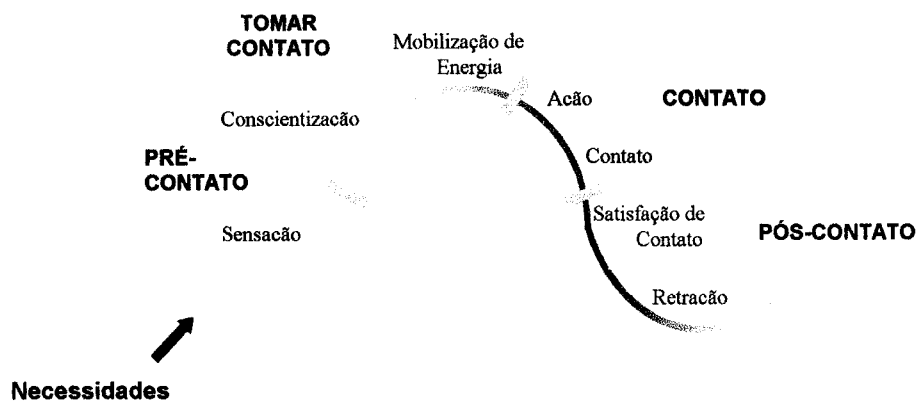 TOMAR
CONTATO
Mobilização de
Energia
Acão
CONTATO
Conscientizacão
Contato
PRÉ-
CONTATO
Satisfação de
Contato
Sensacão
PÓS-CONTATO
Retracão
Necessidades